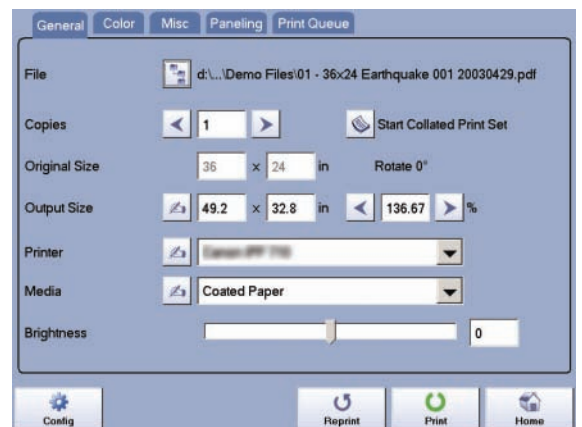 General Color Misc Paneling Print Queue
File d:\...\Demo Files\01 - 36x24 Earthquake 001 20030429.pdf
Copies 1 Start Collated Print Set
Original Size 36 x 24 in Rotate 0°
Output Size 49.2 x 32.8 in 136.67 %
Printer
Media Coated Paper
Brightness 0
Config Reprint Print Home